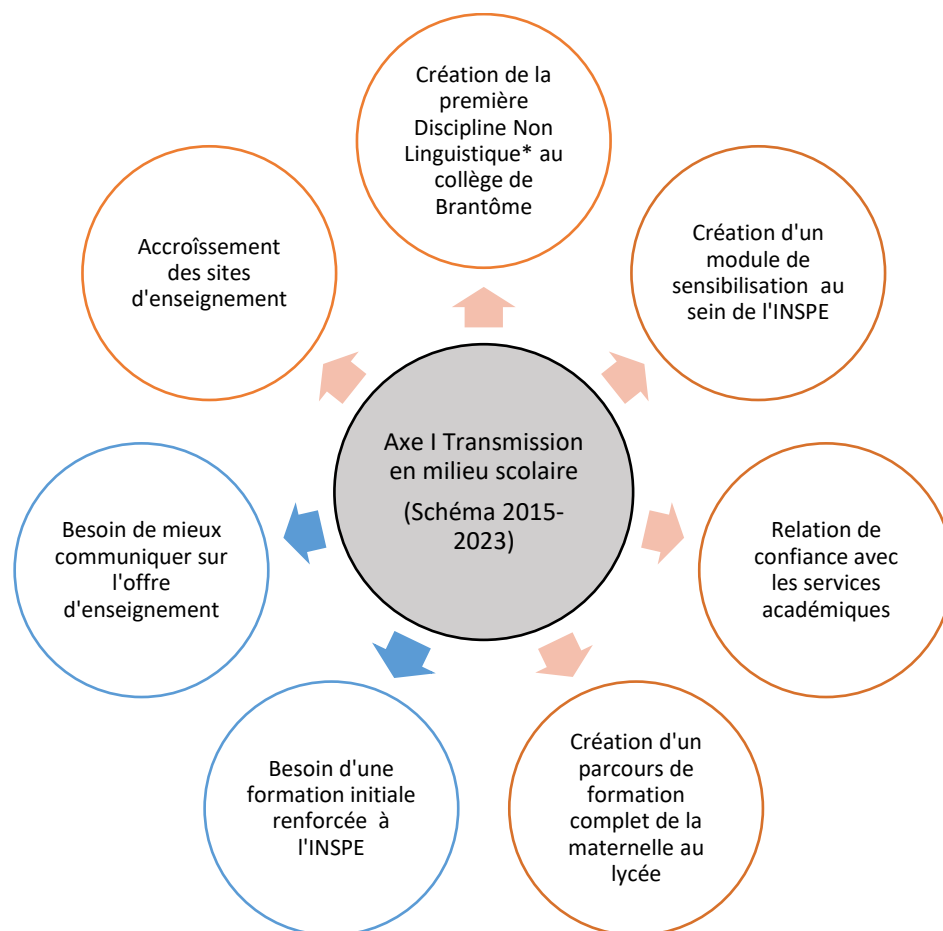 Création de la
première
Discipline Non
Linguistique* au
collège de
Brantôme
Accroîssement
des sites
d'enseignement
Création d'un
module de
sensibilisation au
sein de l'INSPE
Axe I Transmission
en milieu scolaire
(Schéma 2015-
2023)
Besoin de mieux
communiquer sur
l'offre
d'enseignement
Relation de
confiance avec
les services
académiques
Besoin d'une
formation initiale
renforcée à
l'INSPE
Création d'un
parcours de
formation
complet de la
maternelle au
lycée